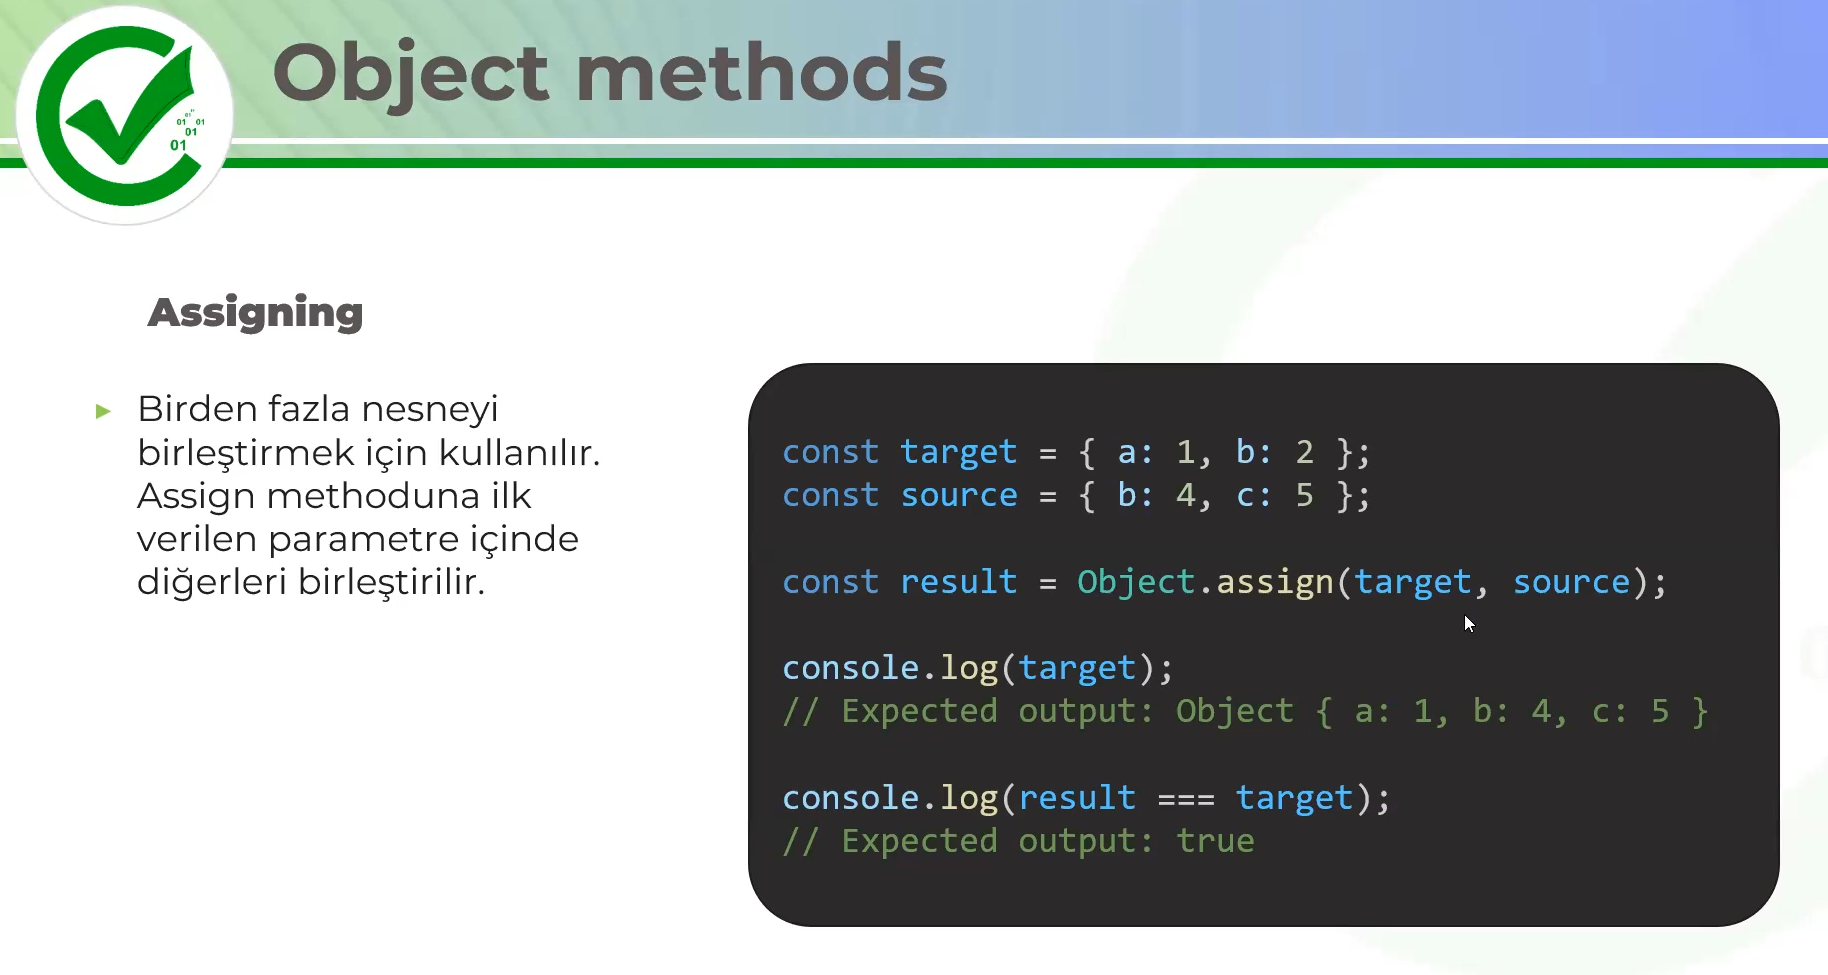 Object methods
01
01 01
01
01
Assigning
Birden fazla nesneyi
birleştirmek için kullanılır.
Assign methoduna ilk
verilen parametre içinde
diğerleri birleştirilir.
const target = { a: 1, b: 2 };
const source = { b: 4, c: 5 };
const result = Object.assign(target, source);
console.log(target);
// Expected output: Object { a: 1, b: 4, c: 5 }
console.log(result === target);
// Expected output: true